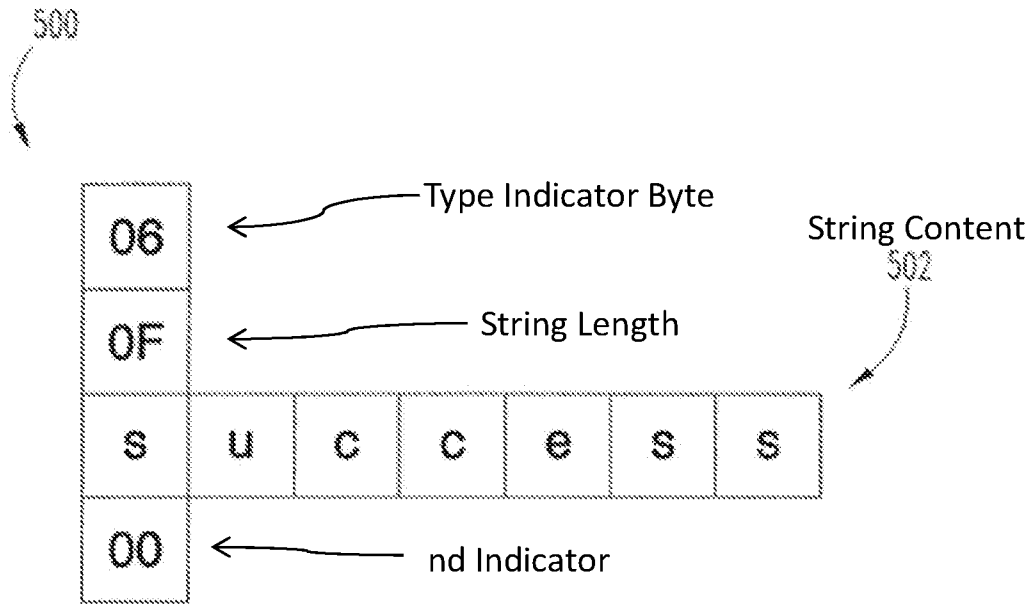 500
06
Type Indicator Byte
String Content
502
0F
String Length
s u c c e s s
00
nd Indicator